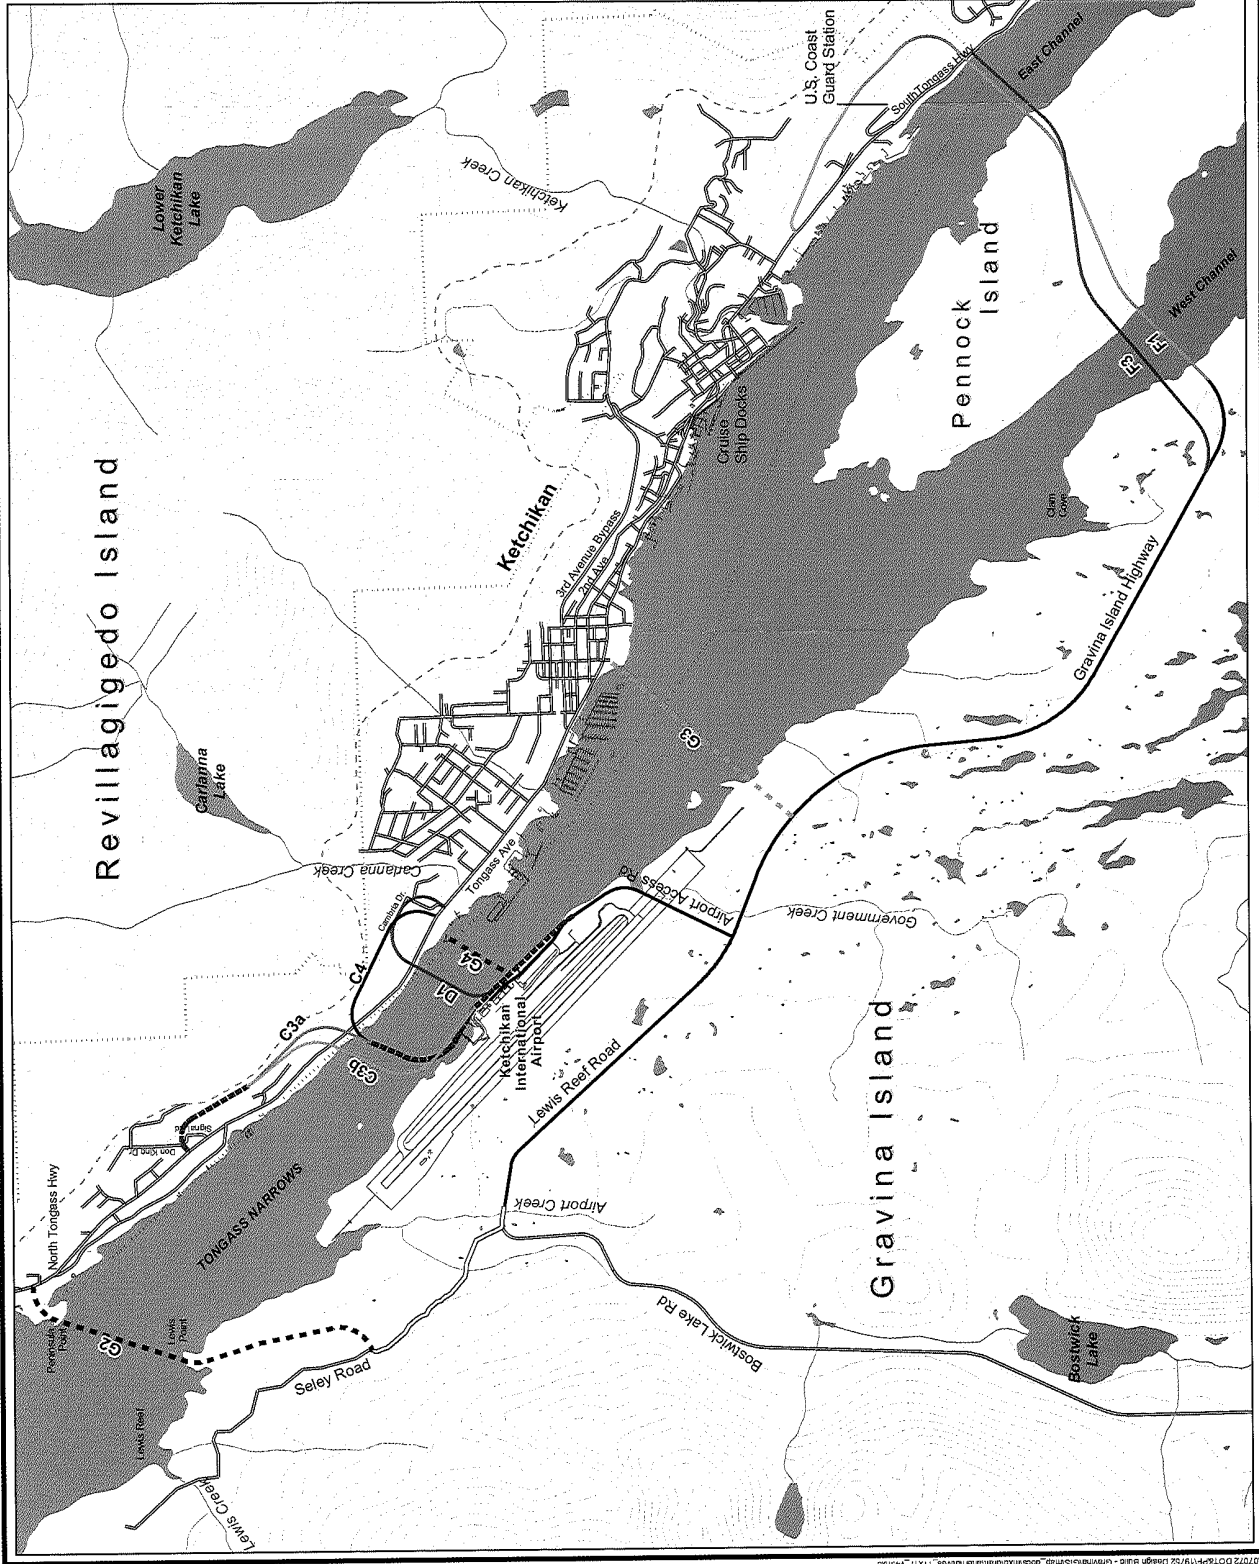 Revillagigedo Island
Lower
Ketchikan
Lake
Ketchikan Creek
U.S. Coast
Guard Station
South Tongass Hwy
East Channel
West Channel
Pennock
Island
F1
F3
Cruise
Ship Docks
Ketchikan
3rd Avenue Bypass
2nd Ave
Clam
Cove
Gravina Island Highway
G3
Carlanna
Lake
Carlanna Creek
Tongass Ave
Cambria Dr
C4
G4
D1
C3a
C3b
Ketchikan
International
Airport
Airport Access Rd
Government Creek
Lewis Reef Road
Airport Creek
Gravina Island
Signal Rd
Don King Dr
North Tongass Hwy
TONGASS NARROWS
Peninsula
Point
G2
Lewis
Point
Lewis Reef
Seley Road
Lewis Creek
Bostwick Lake Rd
Bostwick
Lake